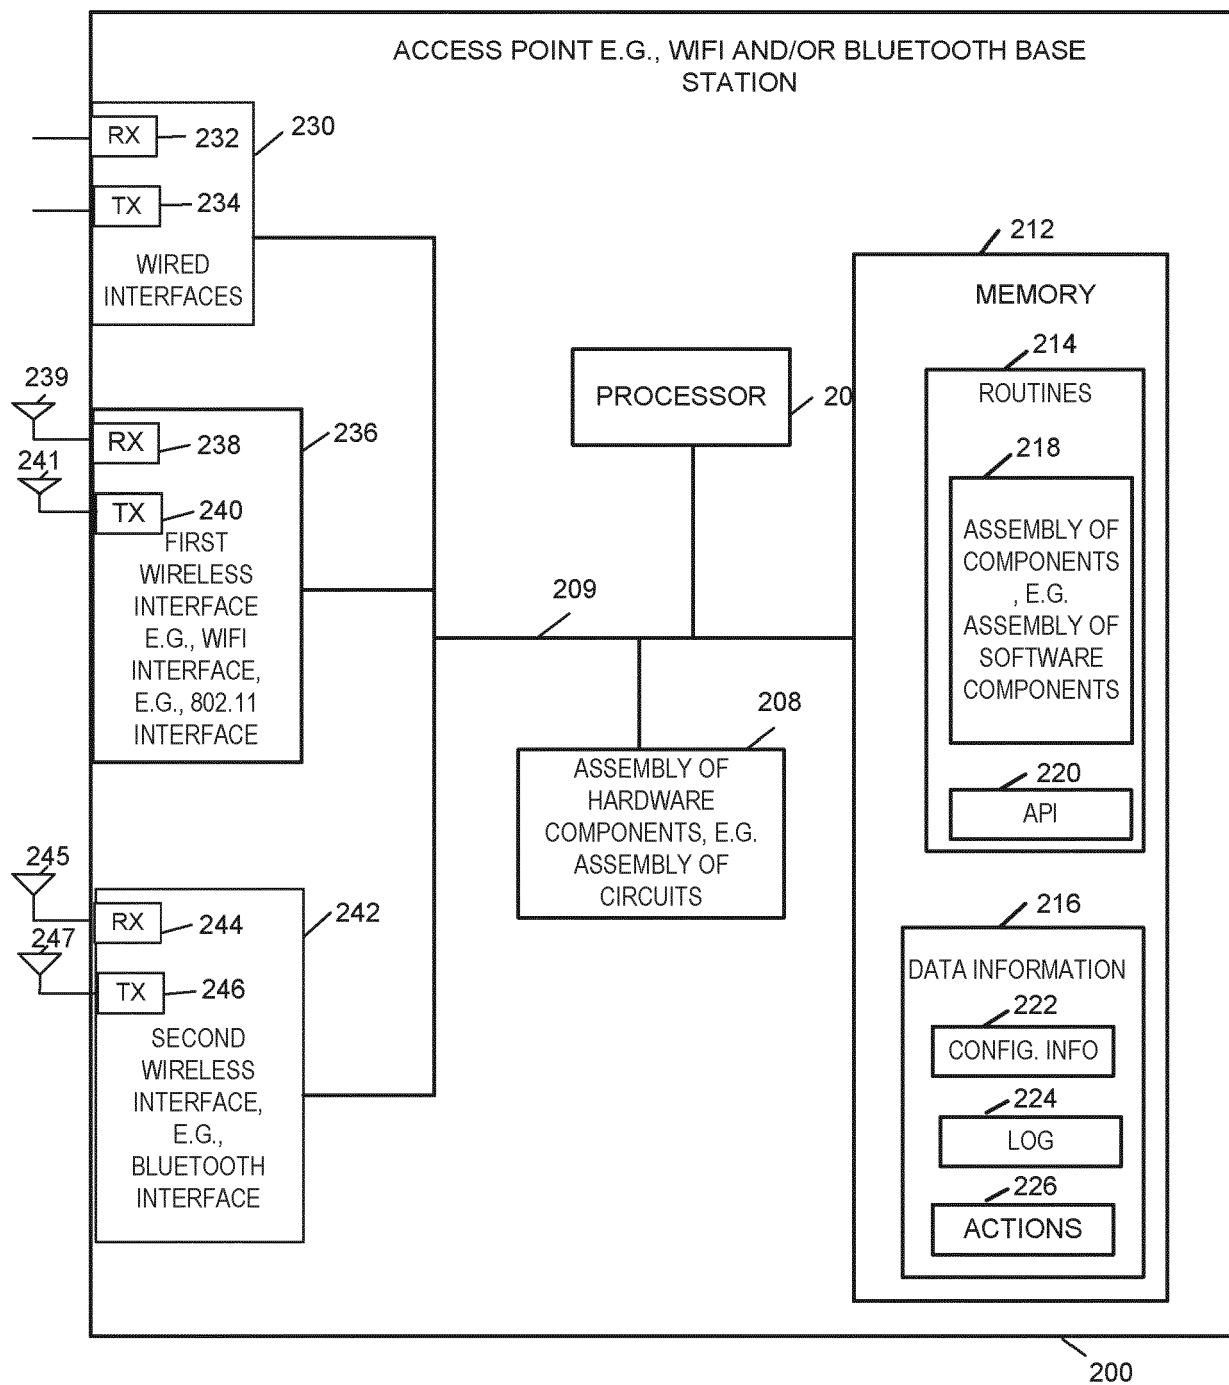 ACCESS POINT E.G., WIFI AND/OR BLUETOOTH BASE
STATION
RX
232
230
TX
234
WIRED
INTERFACES
239
RX
238
236
241
TX
240
FIRST
WIRELESS
INTERFACE
E.G., WIFI
INTERFACE,
E.G., 802.11
INTERFACE
245
RX
244
242
247
TX
246
SECOND
WIRELESS
INTERFACE,
E.G.,
BLUETOOTH
INTERFACE
PROCESSOR
20
209
208
ASSEMBLY OF
HARDWARE
COMPONENTS, E.G.
ASSEMBLY OF
CIRCUITS
212
MEMORY
214
ROUTINES
218
ASSEMBLY OF
COMPONENTS
, E.G.
ASSEMBLY OF
SOFTWARE
COMPONENTS
220
API
216
DATA INFORMATION
222
CONFIG. INFO
224
LOG
226
ACTIONS
200